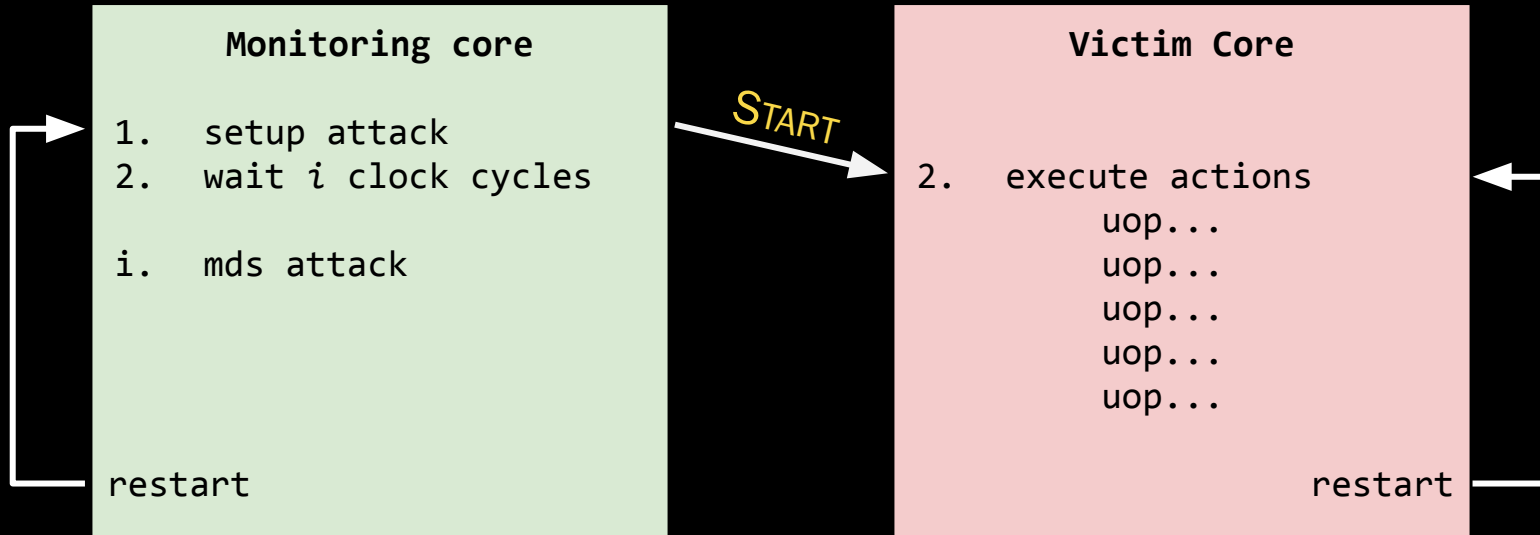 Monitoring core
1. setup attack
2. wait i clock cycles
i. mds attack
restart
START
Victim Core
2. execute actions
uop...
uop...
uop...
uop...
uop...
restart